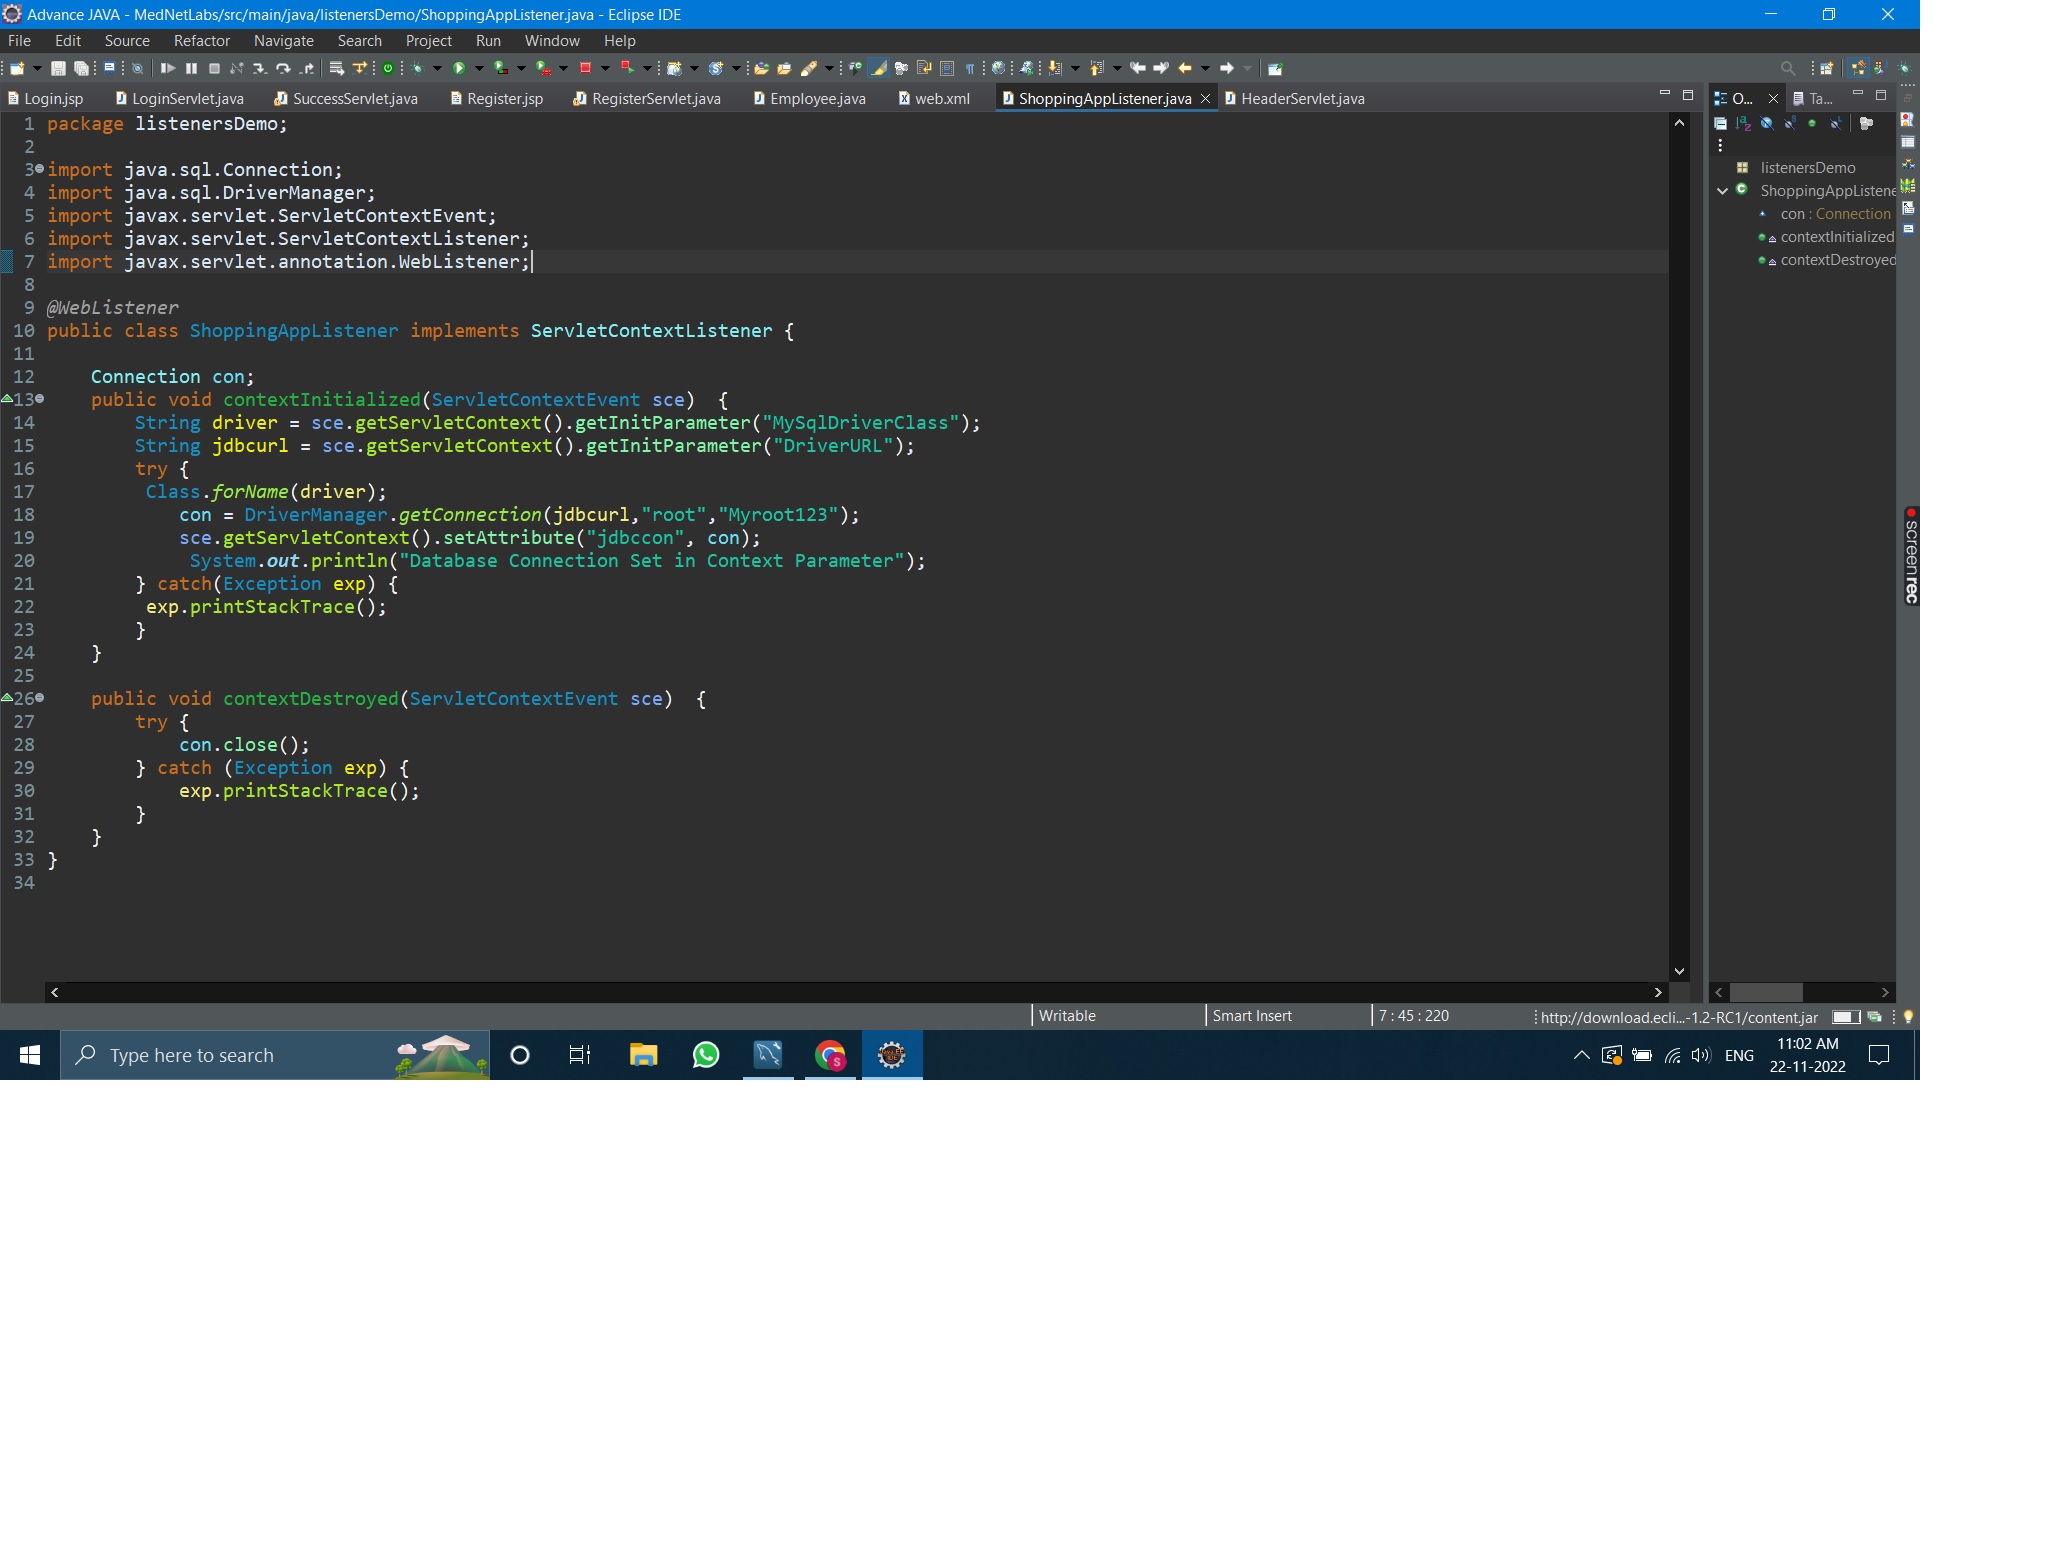 Advance JAVA - MedNetLabs/src/main/java/listenersDemo/ShoppingAppListener.java - Eclipse IDE
File Edit Source Refactor Navigate Search Project Run Window Help
Login.jsp LoginServlet.java SuccessServlet.java Register.jsp RegisterServlet.java Employee.java web.xml ShoppingAppListener.java HeaderServlet.java
1 package listenersDemo;
2
3 import java.sql.Connection;
4 import java.sql.DriverManager;
5 import javax.servlet.ServletContextEvent;
6 import javax.servlet.ServletContextListener;
7 import javax.servlet.annotation.WebListener;
8
9 @WebListener
10 public class ShoppingAppListener implements ServletContextListener {
11
12 Connection con;
13 public void contextInitialized(ServletContextEvent sce) {
14 String driver = sce.getServletContext().getInitParameter("MySqlDriverClass");
15 String jdbcurl = sce.getServletContext().getInitParameter("DriverURL");
16 try {
17 Class.forName(driver);
18 con = DriverManager.getConnection(jdbcurl,"root","Myroot123");
19 sce.getServletContext().setAttribute("jdbccon", con);
20 System.out.println("Database Connection Set in Context Parameter");
21 } catch(Exception exp) {
22 exp.printStackTrace();
23 }
24 }
25
26 public void contextDestroyed(ServletContextEvent sce) {
27 try {
28 con.close();
29 } catch (Exception exp) {
30 exp.printStackTrace();
31 }
32 }
33 }
34
O... Ta...
listenersDemo
ShoppingAppListene
con : Connection
contextInitialized
contextDestroyed
screenrec
Writable Smart Insert 7 : 45 : 220 http://download.ecli...-1.2-RC1/content.jar
Type here to search
ENG
11:02 AM
22-11-2022